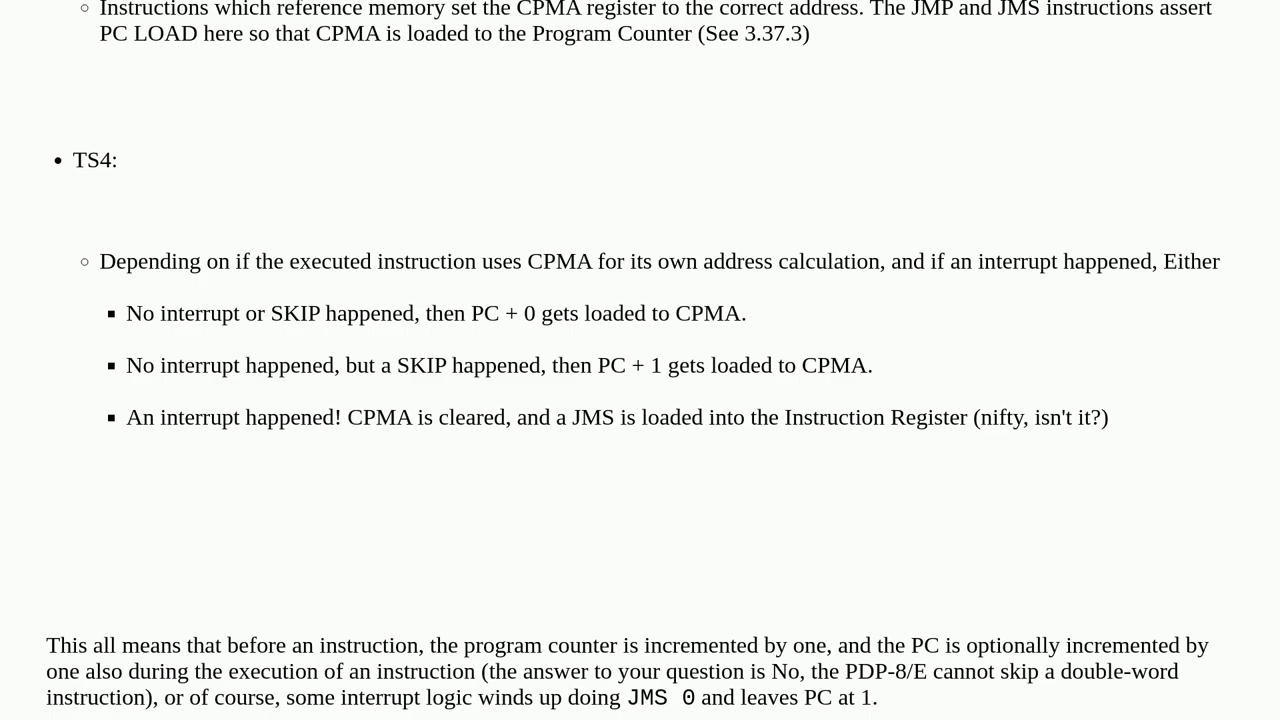 Instructions which reference memory set the CPMA register to the correct address. The JMP and JMS instructions assert
PC LOAD here so that CPMA is loaded to the Program Counter (See 3.37.3)
TS4:
Depending on if the executed instruction uses CPMA for its own address calculation, and if an interrupt happened, Either
No interrupt or SKIP happened, then PC + 0 gets loaded to CPMA.
No interrupt happened, but a SKIP happened, then PC + 1 gets loaded to CPMA.
An interrupt happened! CPMA is cleared, and a JMS is loaded into the Instruction Register (nifty, isn't it?)
This all means that before an instruction, the program counter is incremented by one, and the PC is optionally incremented by
one also during the execution of an instruction (the answer to your question is No, the PDP-8/E cannot skip a double-word
instruction), or of course, some interrupt logic winds up doing JMS 0 and leaves PC at 1.